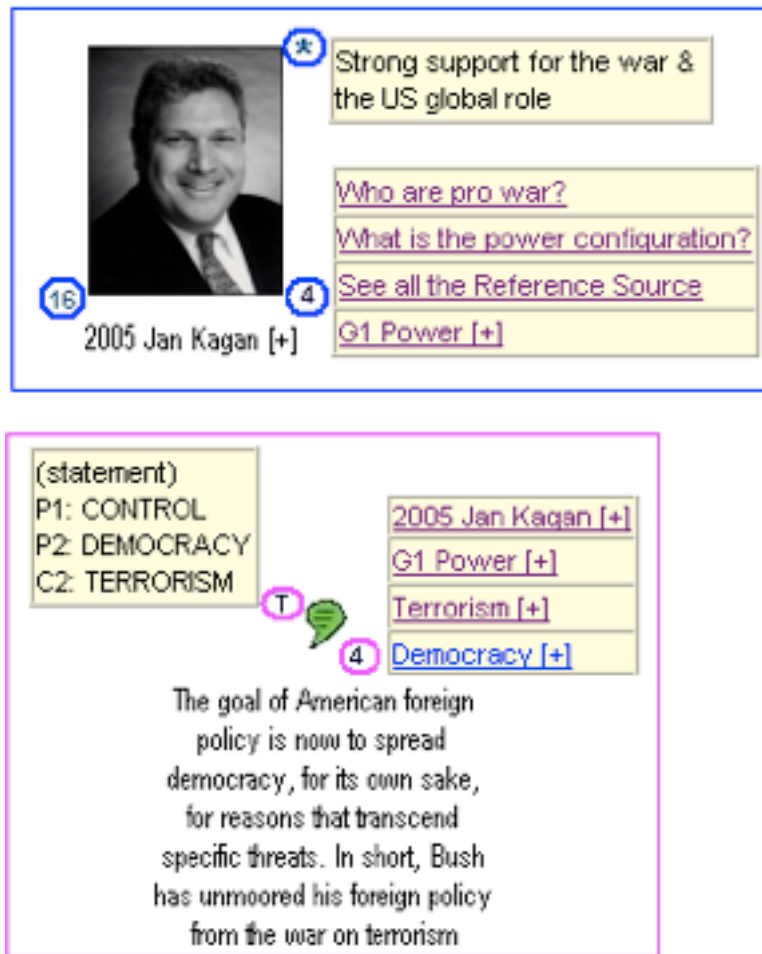 *
Strong support for the war &
the US global role
Who are pro war?
What is the power configuration?
See all the Reference Source
G1 Power [+]
16
4
2005 Jan Kagan [+]
(statement)
P1: CONTROL
P2: DEMOCRACY
C2: TERRORISM
T
2005 Jan Kagan [+]
G1 Power [+]
Terrorism [+]
4
Democracy [+]
The goal of American foreign
policy is now to spread
democracy, for its own sake,
for reasons that transcend
specific threats. In short, Bush
has unmoored his foreign policy
from the war on terrorism